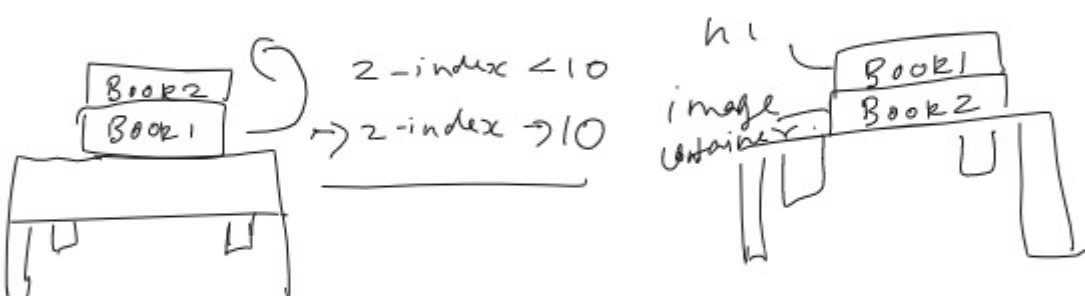 Book2
Book1
z-index <10
→ z-index → 10
h1
Book1
Book2
image
container